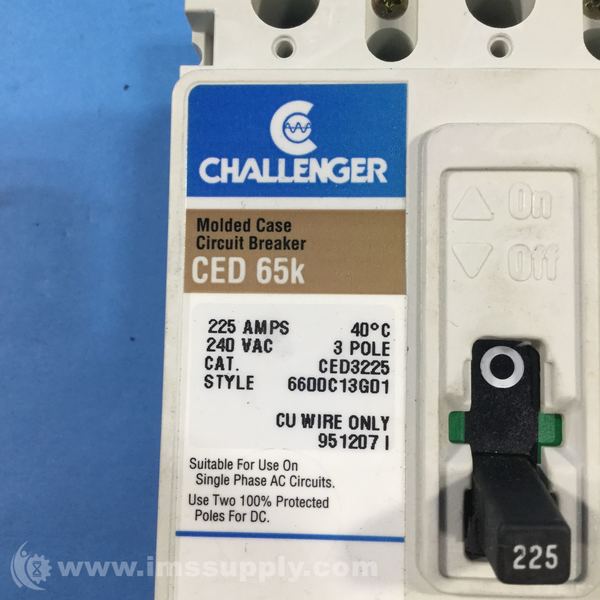 CHALLENGER
Molded Case
Circuit Breaker
CED 65k
225 AMPS 40°C
240 VAC 3 POLE
CAT. CED3225
STYLE 6600C13G01
CU WIRE ONLY
951207 I
Suitable For Use On
Single Phase AC Circuits.
Use Two 100% Protected
Poles For DC.
On
Off
225
www.imssupply.com